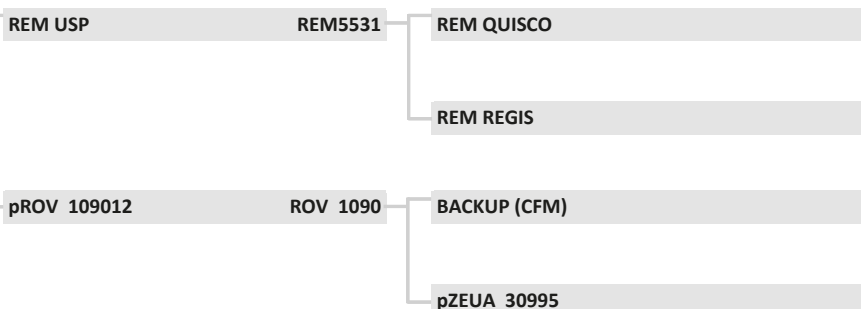 REM USP REM5531 REM QUISCO
REM REGIS
pROV 109012 ROV 1090 BACKUP (CFM)
pZEUA 30995